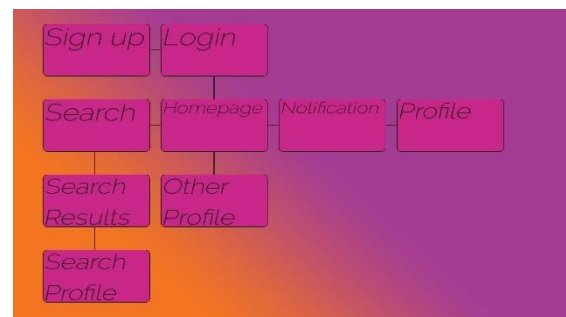 Sign up
Login
Search
Homepage
Notification
Profile
Search
Results
Other
Profile
Search
Profile